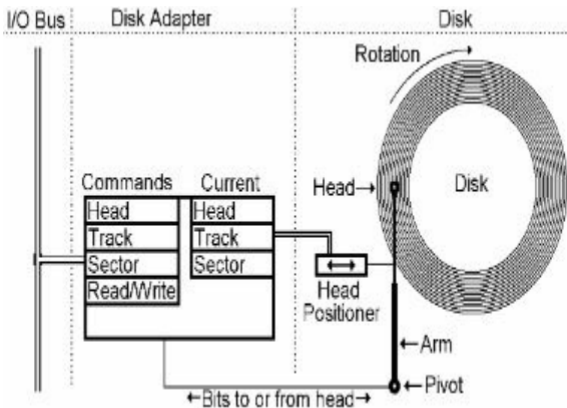 I/O Bus
Disk Adapter
Disk
Rotation
Commands
Current
Head
Track
Sector
Read/Write
Head
Track
Sector
Head→
Disk
↔
Head
Positioner
←Arm
←Pivot
←Bits to or from head→